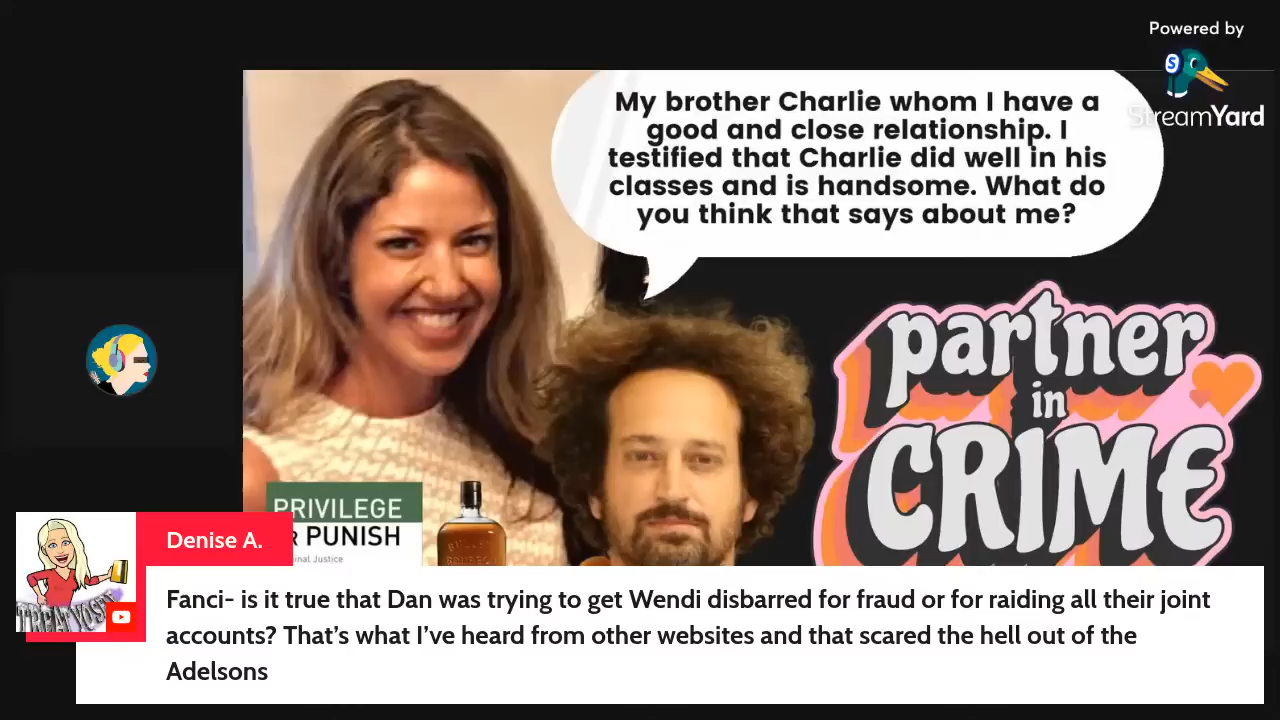 Powered by
StreamYard
My brother Charlie whom I have a
good and close relationship. I
testified that Charlie did well in his
classes and is handsome. What do
you think that says about me?
partner
in
CRIME
PRIVILEGE
PUNISH
Denise A.
Fanci- is it true that Dan was trying to get Wendi disbarred for fraud or for raiding all their joint
accounts? That's what I've heard from other websites and that scared the hell out of the
Adelsons